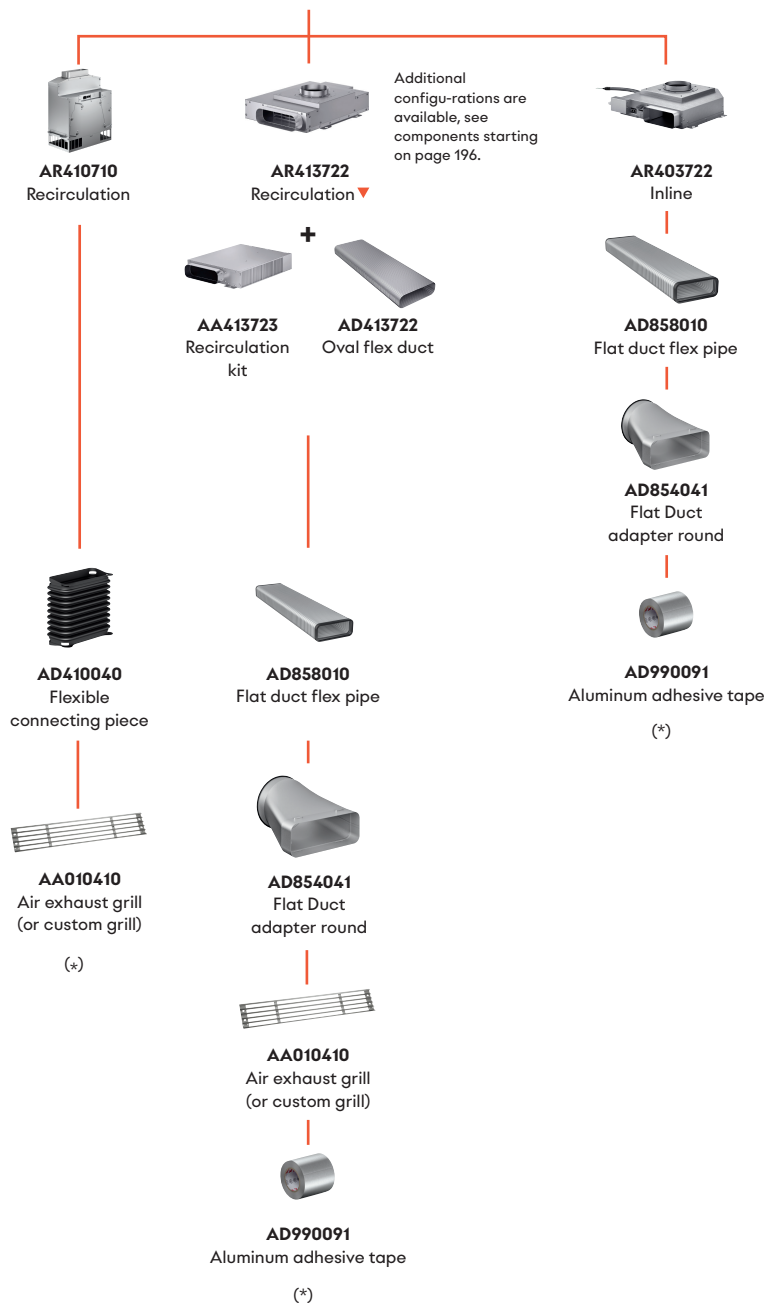 Additional
configu-rations are
available, see
components starting
on page 196.
AR410710
Recirculation
AR413722
Recirculation ▼
AR403722
Inline
+
AA413723
Recirculation
kit
AD413722
Oval flex duct
AD858010
Flat duct flex pipe
AD854041
Flat Duct
adapter round
AD990091
Aluminum adhesive tape
(*)
AD410040
Flexible
connecting piece
AA010410
Air exhaust grill
(or custom grill)
(*)
AD858010
Flat duct flex pipe
AD854041
Flat Duct
adapter round
AA010410
Air exhaust grill
(or custom grill)
AD990091
Aluminum adhesive tape
(*)